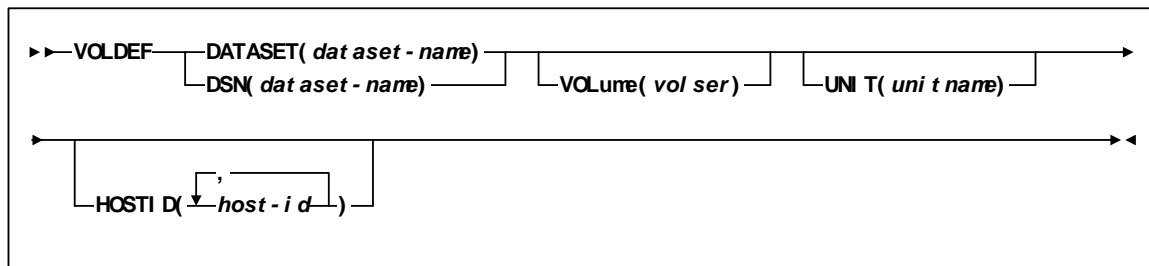 VOLDEF DATASET(dataset-name)
DSN(dataset-name) VOLume(volser) UNIT(unitname)
,
HOSTID( host-id )